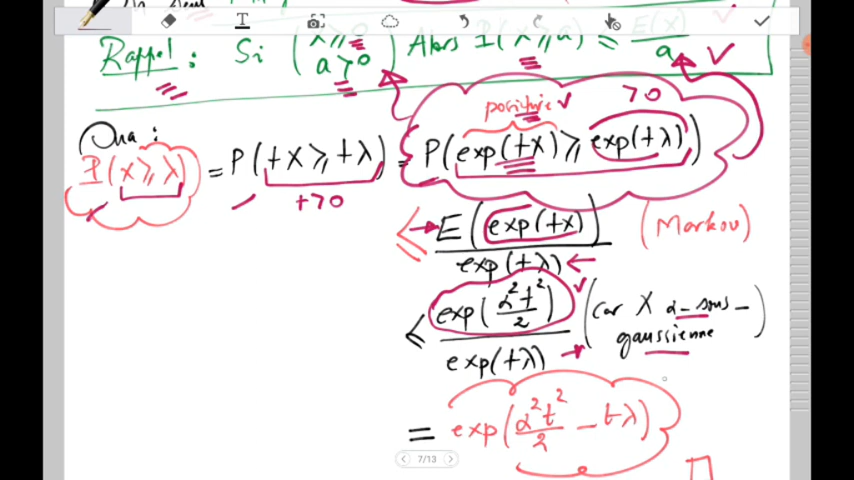 Rappel : Si (X ≥ 0 a > 0) Alors P(X ≥ a) ≤ E(X)/a
positive > 0
On a :
P(X ≥ λ) = P(tX ≥ tλ) = P(exp(tX) ≥ exp(tλ))
t > 0
≤ E(exp(tX))/exp(tλ) (Markov)
≤ exp(α²t²/2)/exp(tλ) (car X α-sous-
gaussienne)
= exp(α²t²/2 - tλ)
7/13